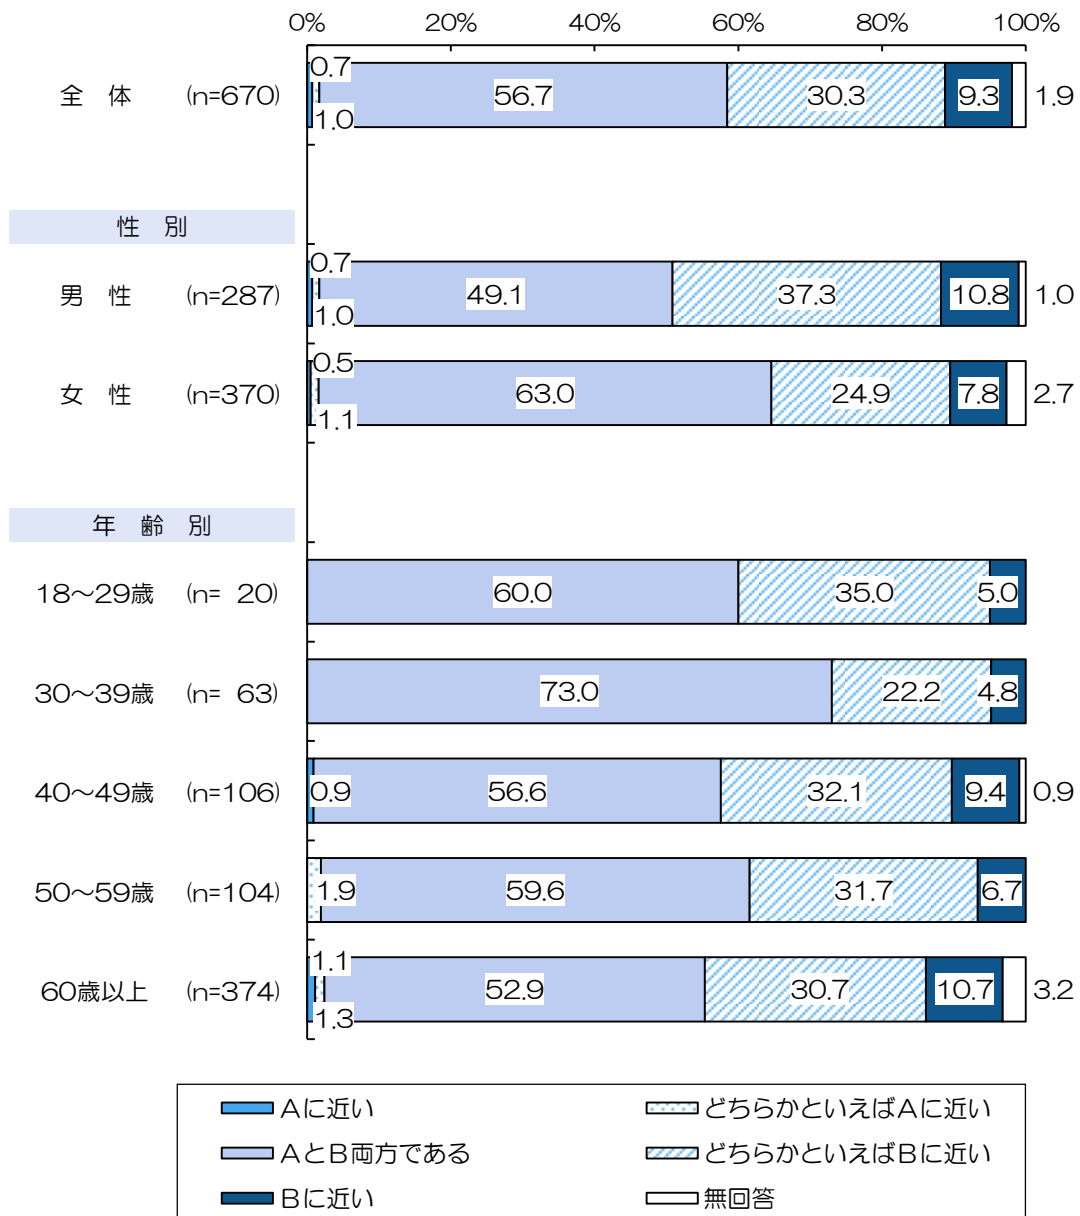 0% 20% 40% 60% 80% 100%
全 体 (n=670) 0.7 1.0 56.7 30.3 9.3 1.9
性 別
男 性 (n=287) 0.7 1.0 49.1 37.3 10.8 1.0
女 性 (n=370) 0.5 1.1 63.0 24.9 7.8 2.7
年 齢 別
18～29歳 (n= 20) 60.0 35.0 5.0
30～39歳 (n= 63) 73.0 22.2 4.8
40～49歳 (n=106) 0.9 56.6 32.1 9.4 0.9
50～59歳 (n=104) 1.9 59.6 31.7 6.7
60歳以上 (n=374) 1.1 1.3 52.9 30.7 10.7 3.2
Ａに近い どちらかといえばＡに近い
ＡとＢ両方である どちらかといえばＢに近い
Ｂに近い 無回答